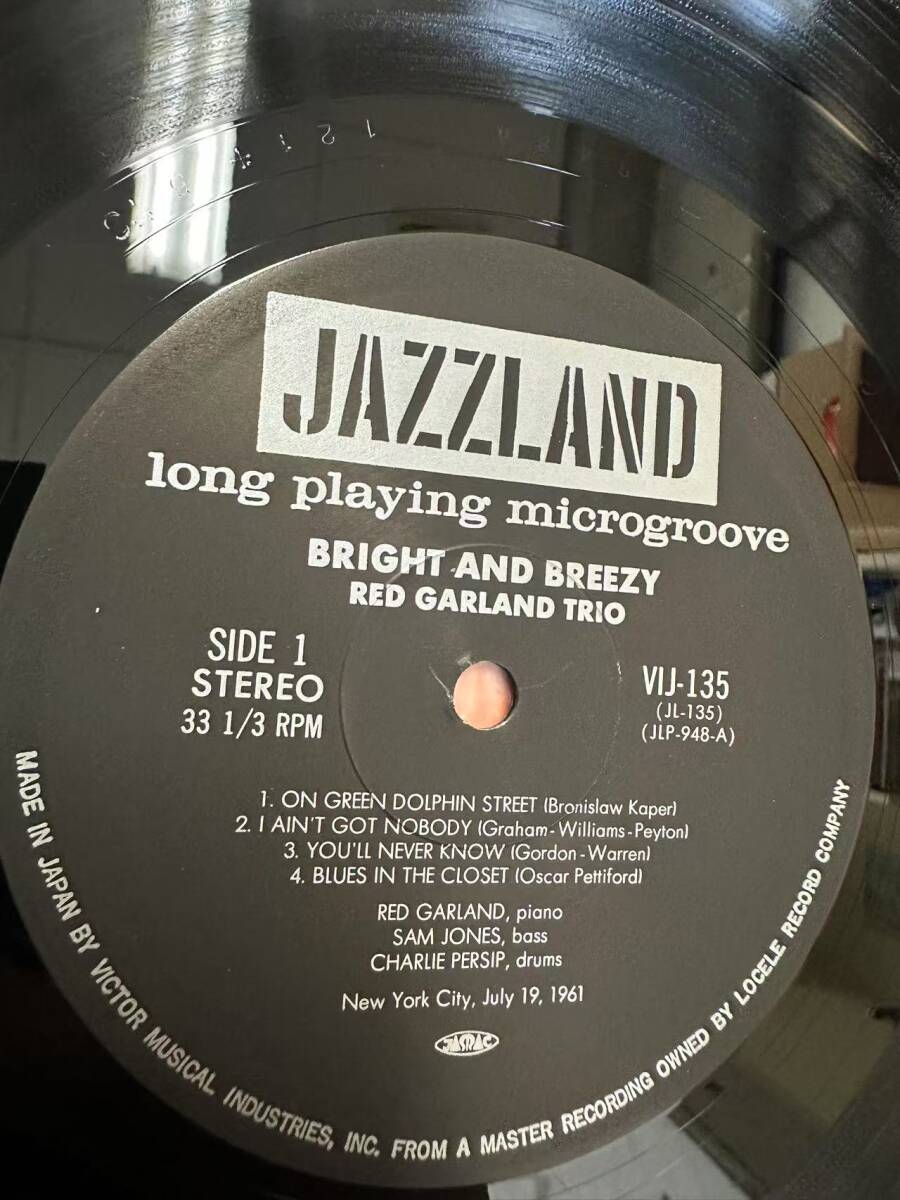 JAZZLAND
long playing microgroove
BRIGHT AND BREEZY
RED GARLAND TRIO
SIDE 1
STEREO
33 1/3 RPM
VIJ-135
(JL-135)
(JLP-948-A)
1. ON GREEN DOLPHIN STREET (Bronislaw Kaper)
2. I AIN'T GOT NOBODY (Graham-Williams-Peyton)
3. YOU'LL NEVER KNOW (Gordon-Warren)
4. BLUES IN THE CLOSET (Oscar Pettiford)
RED GARLAND, piano
SAM JONES, bass
CHARLIE PERSIP, drums
New York City, July 19, 1961
JASRAC
MADE IN JAPAN BY VICTOR MUSICAL INDUSTRIES, INC. FROM A MASTER RECORDING OWNED BY LOCELE RECORD COMPANY